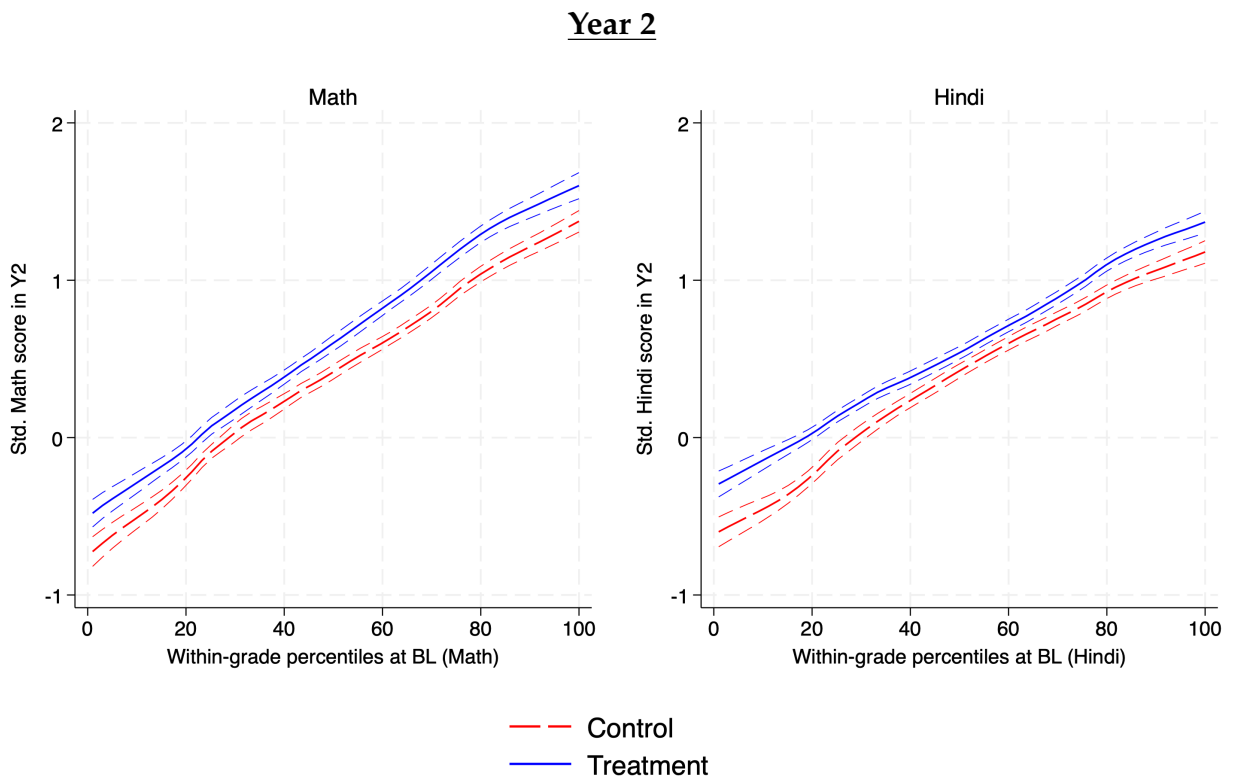 Year 2
Math
Std. Math score in Y2
2
1
0
-1
0 20 40 60 80 100
Within-grade percentiles at BL (Math)
Hindi
Std. Hindi score in Y2
2
1
0
-1
0 20 40 60 80 100
Within-grade percentiles at BL (Hindi)
Control
Treatment